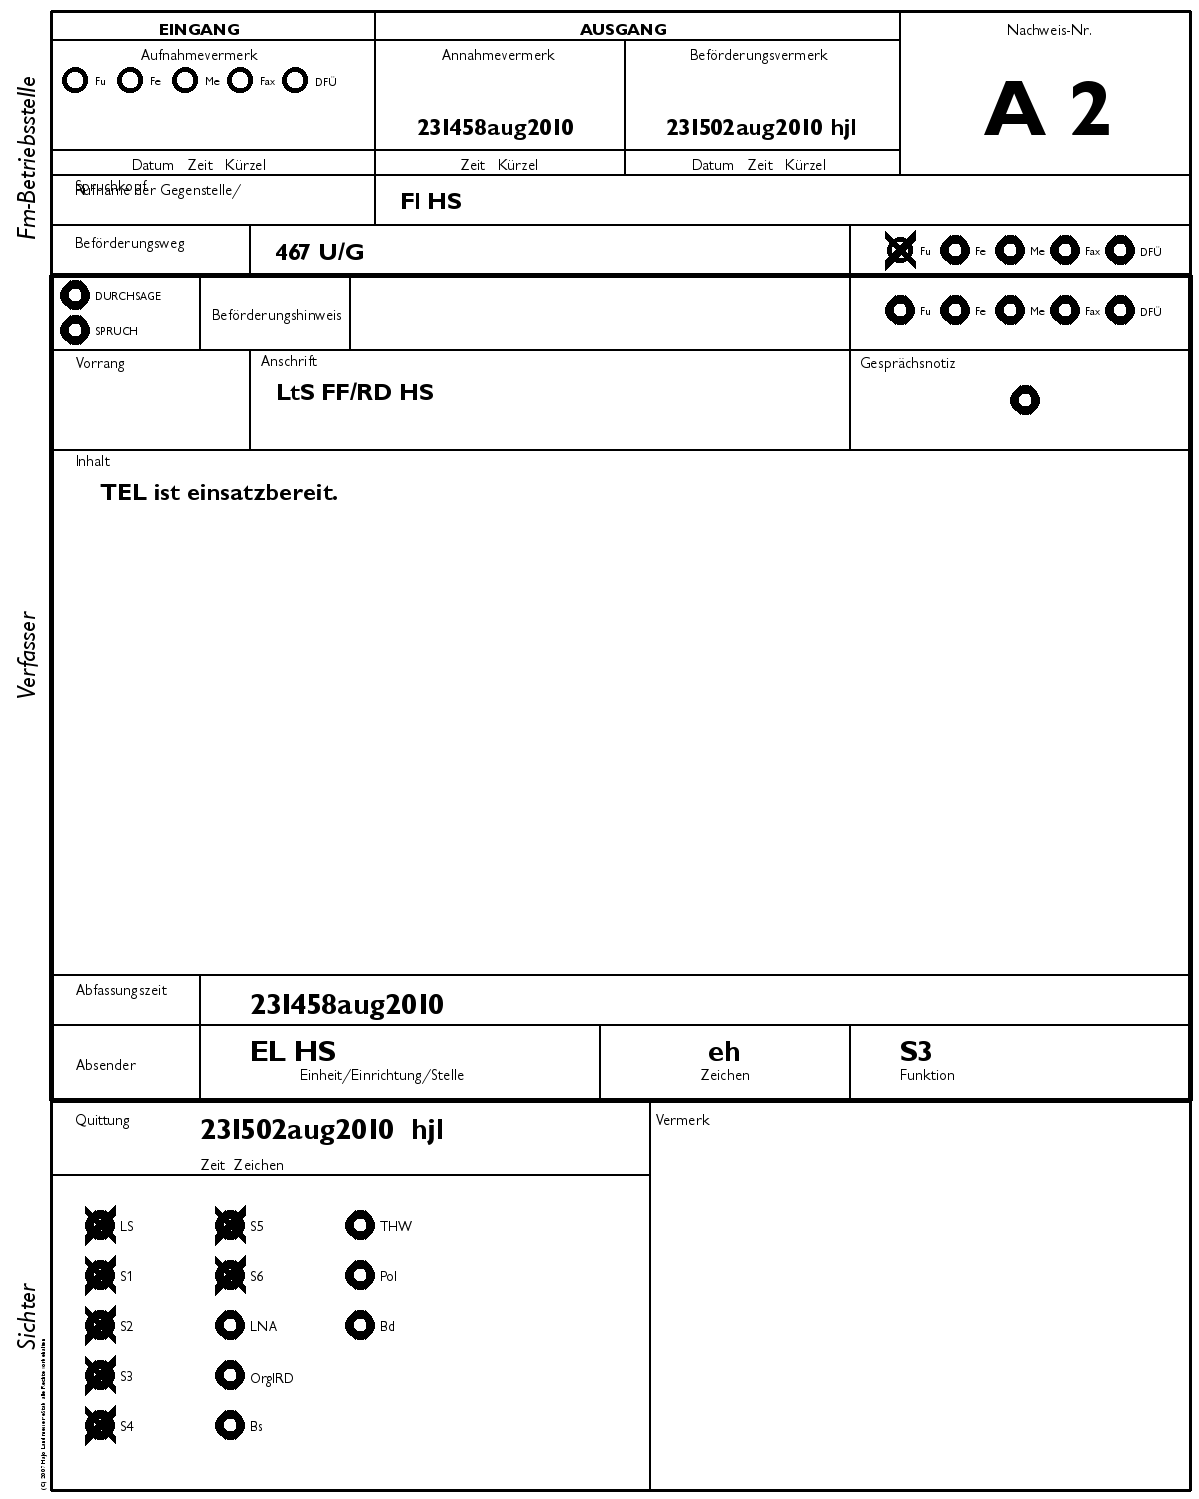 EINGANG
AUSGANG
Nachweis-Nr.
Aufnahmevermerk
Annahmevermerk
Beförderungsvermerk
Fu Fe Me Fax DFÜ
A 2
231458aug2010
231502aug2010 hjl
Datum Zeit Kürzel
Zeit Kürzel
Datum Zeit Kürzel
Fm-Betriebsstelle
Spruchkopf
Rufname der Gegenstelle/
Fl HS
Beförderungsweg
467 U/G
Fu Fe Me Fax DFÜ
DURCHSAGE
SPRUCH
Beförderungshinweis
Fu Fe Me Fax DFÜ
Vorrang
Anschrift
LtS FF/RD HS
Gesprächsnotiz
Inhalt
TEL ist einsatzbereit.
Verfasser
Abfassungszeit
231458aug2010
Absender
EL HS
Einheit/Einrichtung/Stelle
eh
Zeichen
S3
Funktion
Quittung
231502aug2010 hjl
Zeit Zeichen
Vermerk
LS S5 THW
S1 S6 Pol
S2 LNA Bd
S3 OrglRD
S4 Bs
Sichter